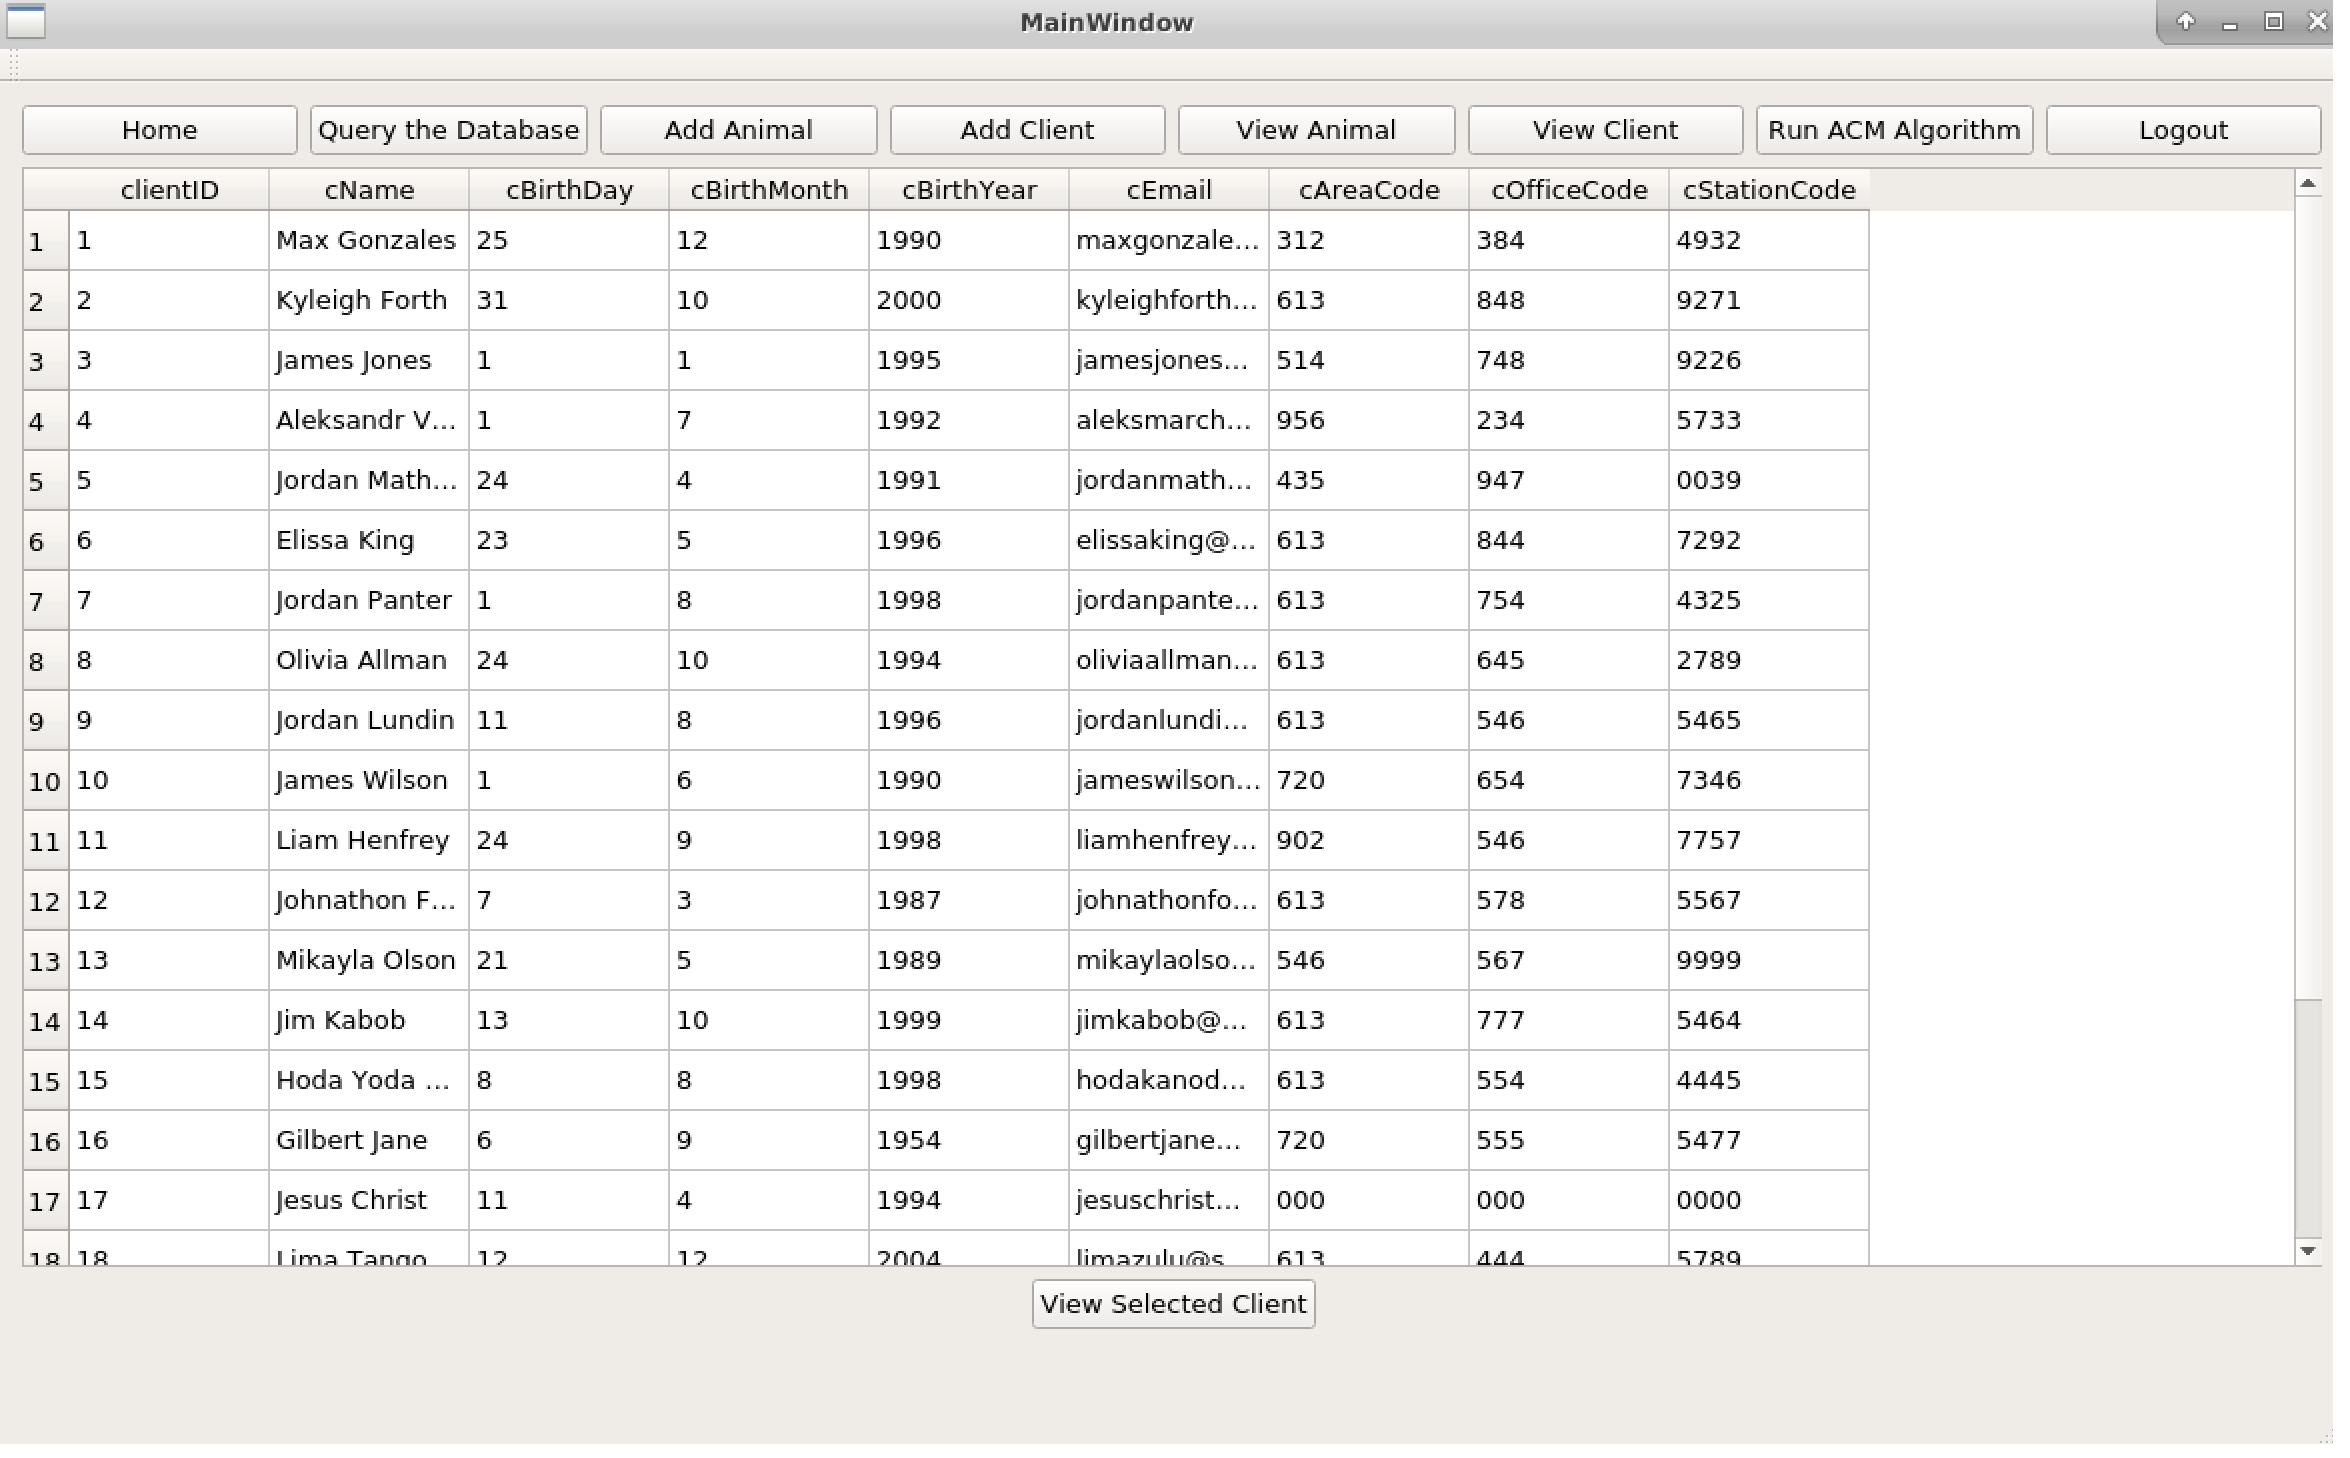 MainWindow
Home Query the Database Add Animal Add Client View Animal View Client Run ACM Algorithm Logout
clientID cName cBirthDay cBirthMonth cBirthYear cEmail cAreaCode cOfficeCode cStationCode
1 1 Max Gonzales 25 12 1990 maxgonzale... 312 384 4932
2 2 Kyleigh Forth 31 10 2000 kyleighforth... 613 848 9271
3 3 James Jones 1 1 1995 jamesjones... 514 748 9226
4 4 Aleksandr V... 1 7 1992 aleksmarch... 956 234 5733
5 5 Jordan Math... 24 4 1991 jordanmath... 435 947 0039
6 6 Elissa King 23 5 1996 elissaking@... 613 844 7292
7 7 Jordan Panter 1 8 1998 jordanpante... 613 754 4325
8 8 Olivia Allman 24 10 1994 oliviaallman... 613 645 2789
9 9 Jordan Lundin 11 8 1996 jordanlundi... 613 546 5465
10 10 James Wilson 1 6 1990 jameswilson... 720 654 7346
11 11 Liam Henfrey 24 9 1998 liamhenfrey... 902 546 7757
12 12 Johnathon F... 7 3 1987 johnathonfo... 613 578 5567
13 13 Mikayla Olson 21 5 1989 mikaylaolso... 546 567 9999
14 14 Jim Kabob 13 10 1999 jimkabob@... 613 777 5464
15 15 Hoda Yoda ... 8 8 1998 hodakanod... 613 554 4445
16 16 Gilbert Jane 6 9 1954 gilbertjane... 720 555 5477
17 17 Jesus Christ 11 4 1994 jesuschrist... 000 000 0000
18 18 Lima Tango 12 12 2004 limazulu@s... 613 444 5789
View Selected Client